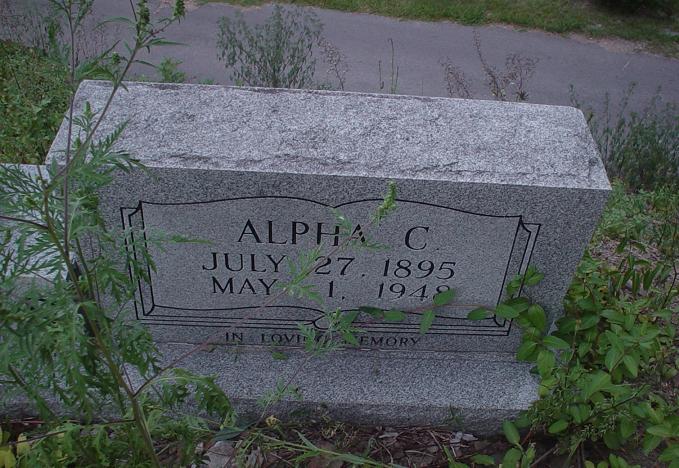 ALPHA C.
JULY 27, 1895
MAY 1, 1948
IN LOVING MEMORY